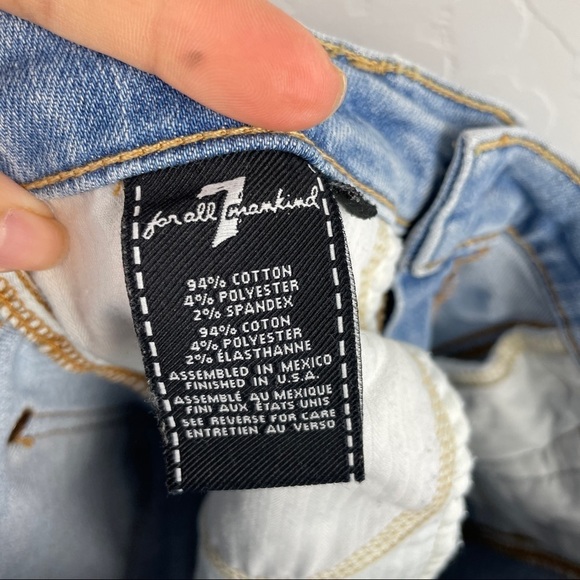 for all 7 mankind
94% COTTON
4% POLYESTER
2% SPANDEX
94% COTON
4% POLYESTER
2% ÉLASTHANNE
ASSEMBLED IN MEXICO
FINISHED IN U.S.A.
ASSEMBLÉ AU MEXIQUE
FINI AUX ÉTATS UNIS
SEE REVERSE FOR CARE
ENTRETIEN AU VERSO